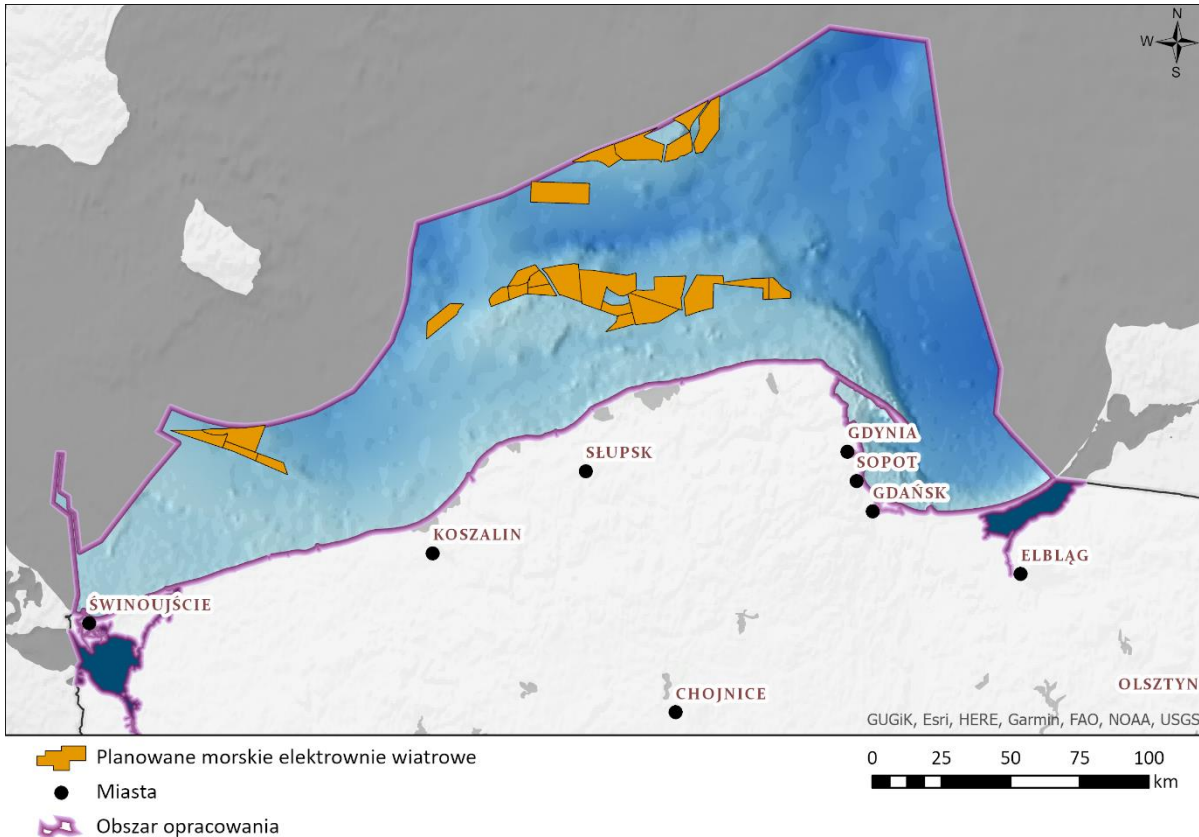 N
W E
S
GDYNIA
SŁUPSK
SOPOT
GDAŃSK
KOSZALIN
ELBLĄG
ŚWINOUJŚCIE
OLSZTYN
CHOJNICE
GUGiK, Esri, HERE, Garmin, FAO, NOAA, USGS
Planowane morskie elektrownie wiatrowe
0 25 50 75 100
km
Miasta
Obszar opracowania